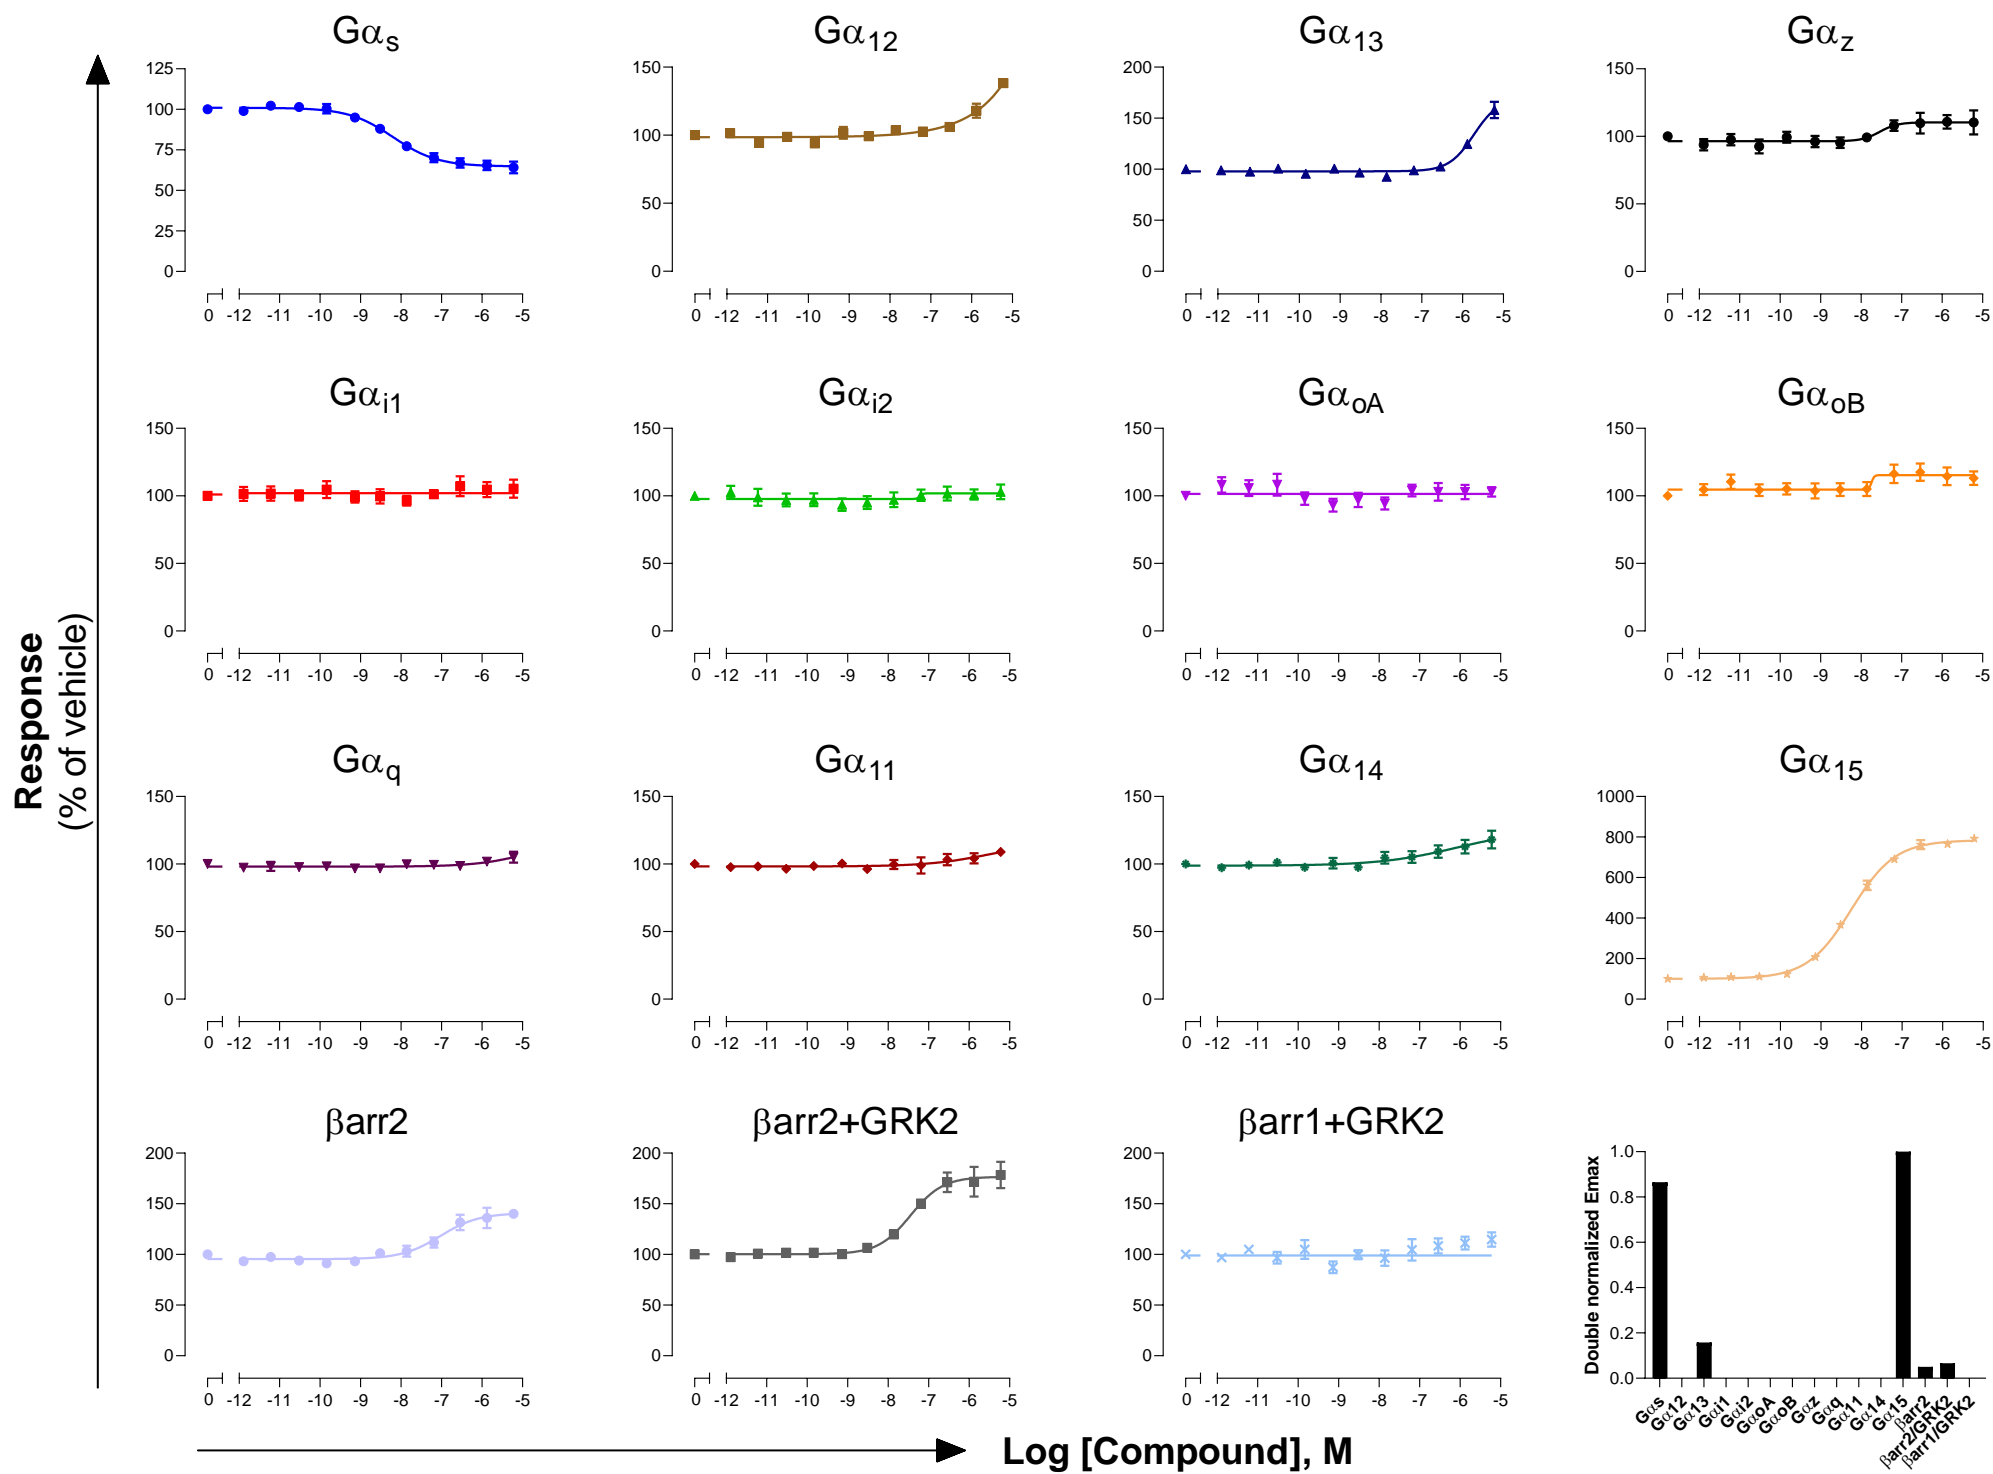 Gαs Gα12 Gα13 Gαz
125 150 200 150
100 100 150 100
75 50 100 50
50 0 50 0
25 0
0
0 -12 -11 -10 -9 -8 -7 -6 -5 0 -12 -11 -10 -9 -8 -7 -6 -5 0 -12 -11 -10 -9 -8 -7 -6 -5 0 -12 -11 -10 -9 -8 -7 -6 -5
Gαi1 Gαi2 GαoA GαoB
150 150 150 150
100 100 100 100
50 50 50 50
0 0 0 0
0 -12 -11 -10 -9 -8 -7 -6 -5 0 -12 -11 -10 -9 -8 -7 -6 -5 0 -12 -11 -10 -9 -8 -7 -6 -5 0 -12 -11 -10 -9 -8 -7 -6 -5
Response
(% of vehicle)
Gαq Gα11 Gα14 Gα15
150 150 150 1000
100 100 100 800
50 50 50 600
0 0 0 400
200
0
0 -12 -11 -10 -9 -8 -7 -6 -5 0 -12 -11 -10 -9 -8 -7 -6 -5 0 -12 -11 -10 -9 -8 -7 -6 -5 0 -12 -11 -10 -9 -8 -7 -6 -5
βarr2 βarr2+GRK2 βarr1+GRK2
200 200 200
150 150 150
100 100 100
50 50 50
0 0 0
0 -12 -11 -10 -9 -8 -7 -6 -5 0 -12 -11 -10 -9 -8 -7 -6 -5 0 -12 -11 -10 -9 -8 -7 -6 -5
Double normalized Emax
1.0
0.8
0.6
0.4
0.2
0.0
Gαs
Gα12
Gα13
Gαi1
Gαi2
GαoA
GαoB
Gαz
Gαq
Gα11
Gα14
Gα15
βarr2
βarr2/GRK2
βarr1/GRK2
Log [Compound], M